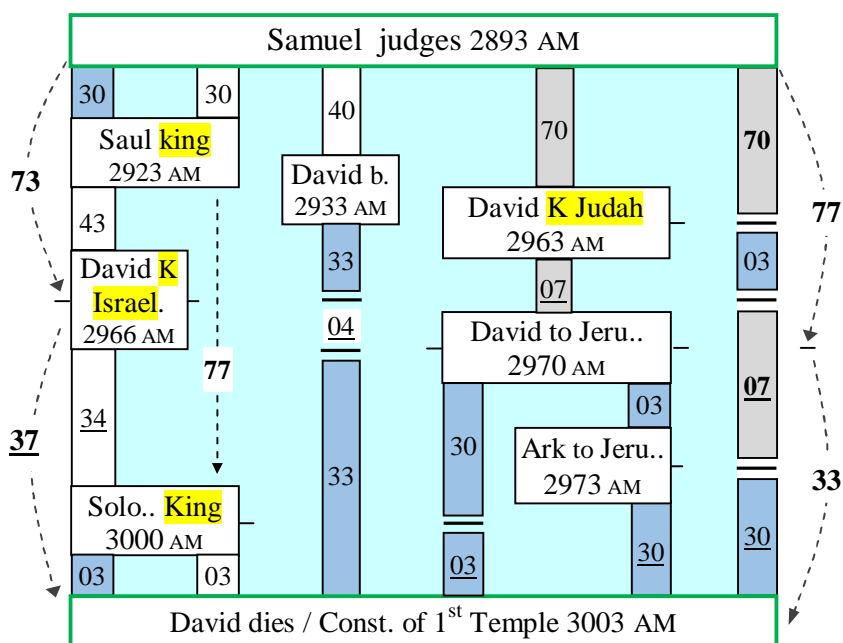 Samuel judges 2893 AM
30 30 40 70 70
Saul king
2923 AM
David b.
2933 AM
David K Judah
2963 AM
73 77
43 33 03
David K
Israel.
2966 AM
07
04
David to Jeru..
2970 AM
77
34 07
03
37 30 33
33
Ark to Jeru..
2973 AM
Solo.. King
3000 AM
03 03 03 30 30
David dies / Const. of 1st Temple 3003 AM